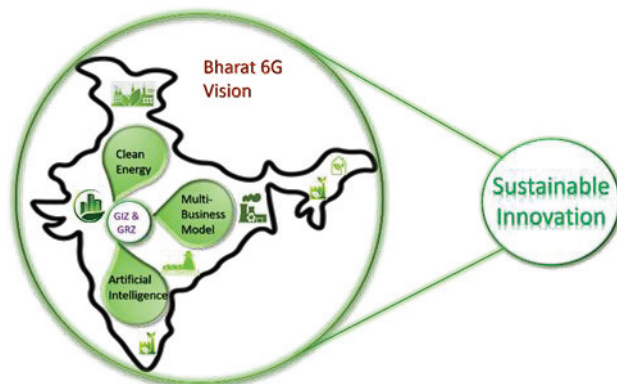 Bharat 6G
Vision
Clean
Energy
Multi-
Business
Model
GIZ &
GRZ
Artificial
Intelligence
Sustainable
Innovation